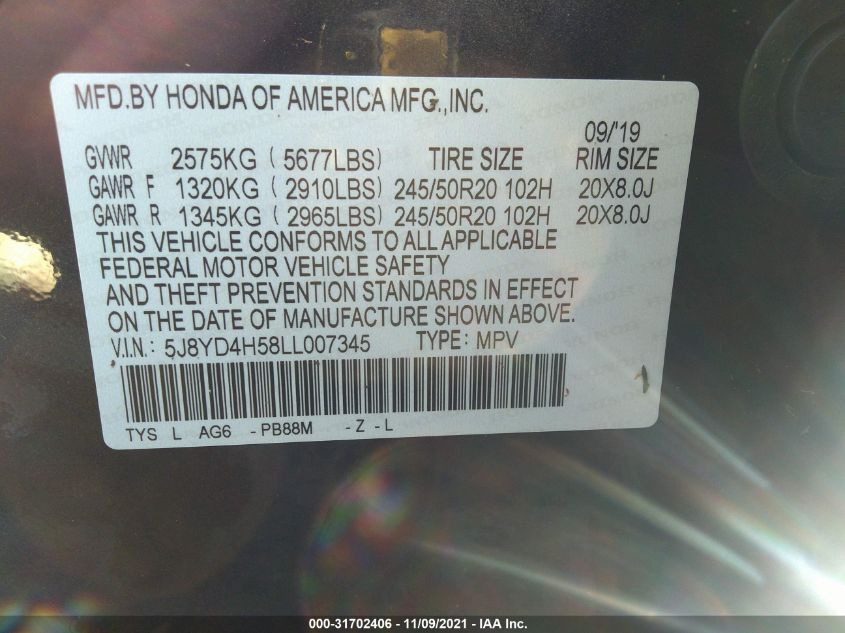 MFD.BY HONDA OF AMERICA MFG.,INC.
09/'19
GVWR 2575KG ( 5677LBS) TIRE SIZE RIM SIZE
GAWR F 1320KG (2910LBS) 245/50R20 102H 20X8.0J
GAWR R 1345KG (2965LBS) 245/50R20 102H 20X8.0J
THIS VEHICLE CONFORMS TO ALL APPLICABLE
FEDERAL MOTOR VEHICLE SAFETY
AND THEFT PREVENTION STANDARDS IN EFFECT
ON THE DATE OF MANUFACTURE SHOWN ABOVE.
V.I.N.: 5J8YD4H58LL007345 TYPE: MPV
TYS L AG6 -PB88M -Z -L
000-31702406 - 11/09/2021 - IAA Inc.